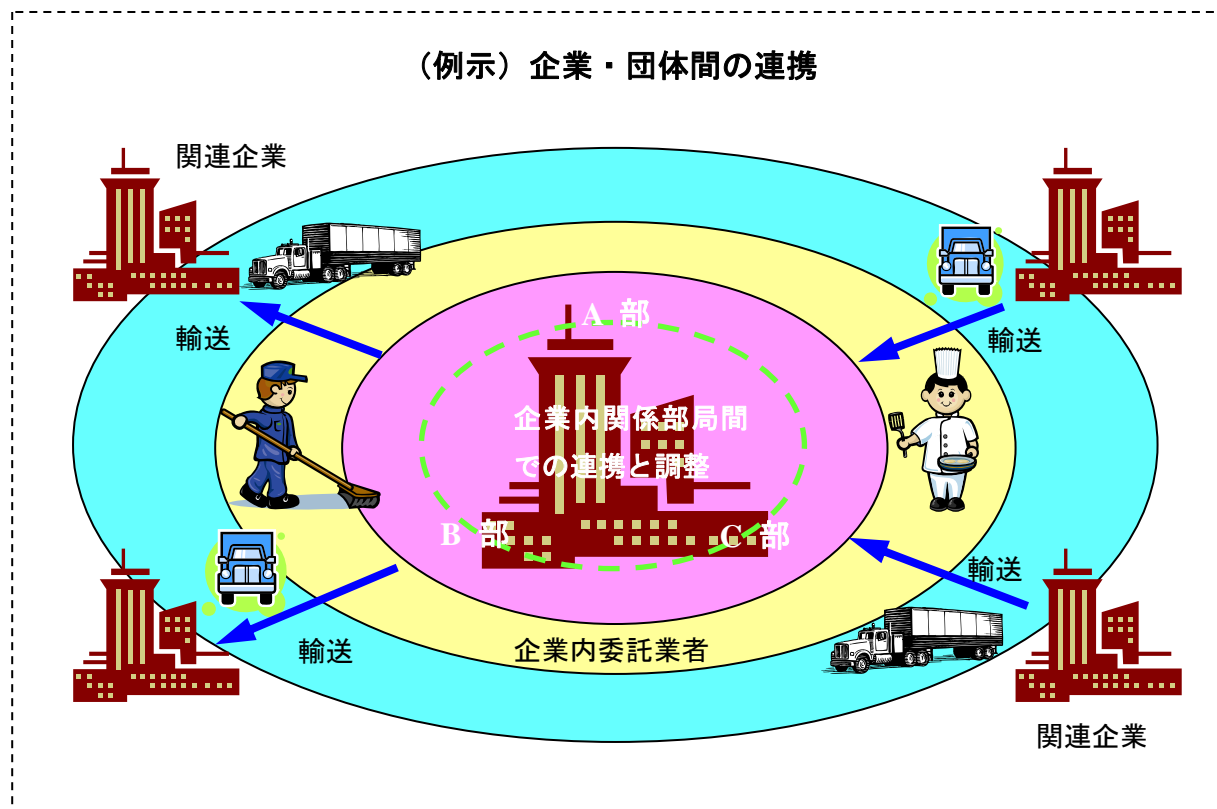 （例示）企業・団体間の連携
関連企業
輸送
輸送
A 部
企業内関係部局間
での連携と調整
B 部
C 部
輸送
輸送
企業内委託業者
関連企業